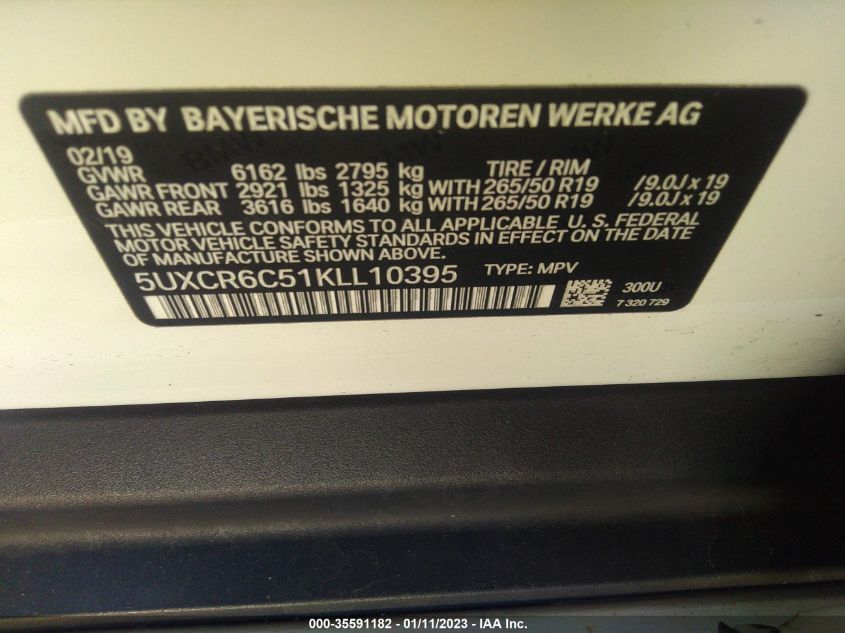 MFD BY BAYERISCHE MOTOREN WERKE AG
02/19
GVWR 6162 lbs 2795 kg TIRE / RIM
GAWR FRONT 2921 lbs 1325 kg WITH 265/50 R19 /9.0J x 19
GAWR REAR 3616 lbs 1640 kg WITH 265/50 R19 /9.0J x 19
THIS VEHICLE CONFORMS TO ALL APPLICABLE U. S. FEDERAL
MOTOR VEHICLE SAFETY STANDARDS IN EFFECT ON THE DATE
OF MANUFACTURE SHOWN ABOVE.
5UXCR6C51KLL10395 TYPE: MPV
300U
7 320 729
000-35591182 - 01/11/2023 - IAA Inc.